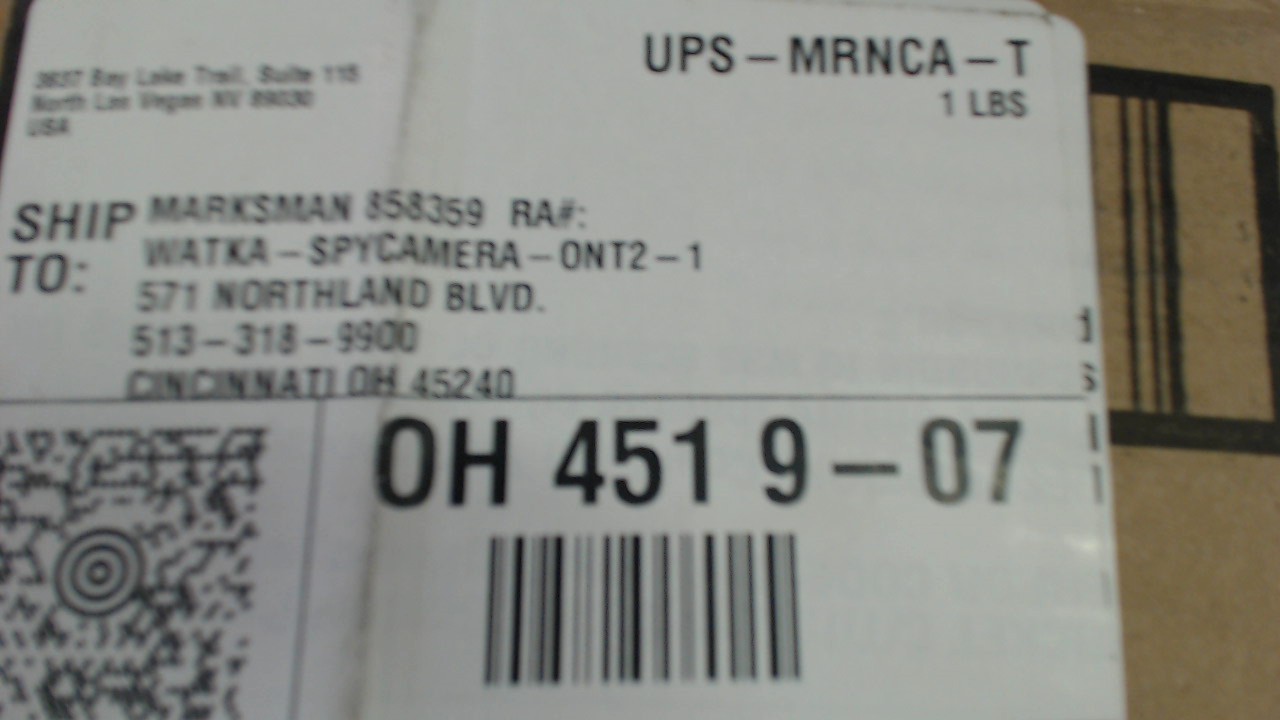 3637 Bay Lake Trail, Suite 115
North Las Vegas NV 89030
USA
UPS-MRNCA-T
1 LBS
SHIP TO:
MARKSMAN 858359 RA#:
WATKA-SPYCAMERA-ONT2-1
571 NORTHLAND BLVD.
513-318-9900
CINCINNATI OH 45240
OH 451 9-07